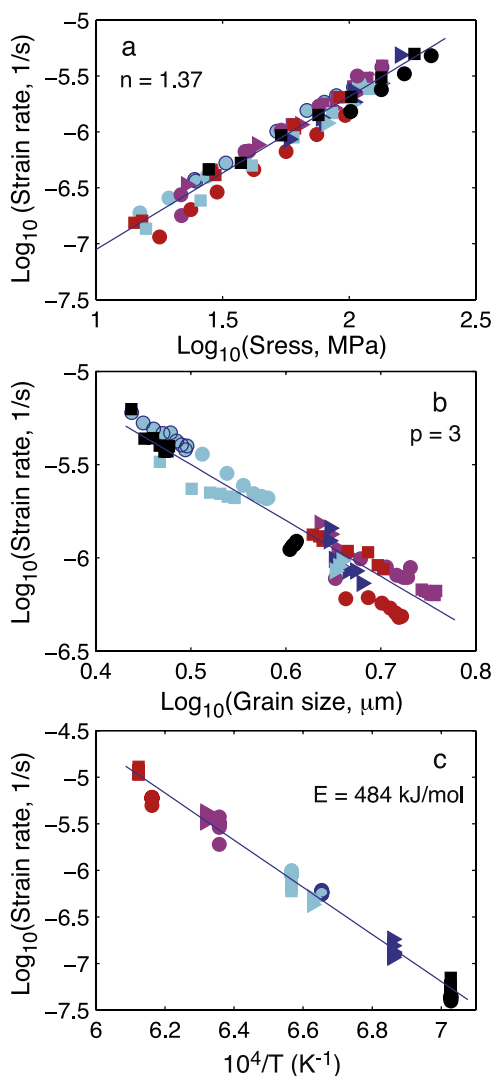 -5
a
n = 1.37
-5.5
-6
-6.5
-7
-7.5
1
1.5
2
2.5
Log10(Strain rate, 1/s)
Log10(Sress, MPa)
-5
b
p = 3
-5.5
-6
-6.5
0.4
0.5
0.6
0.7
0.8
Log10(Strain rate, 1/s)
Log10(Grain size, μm)
-4.5
c
-5
E = 484 kJ/mol
-5.5
-6
-6.5
-7
-7.5
6
6.2
6.4
6.6
6.8
7
Log10(Strain rate, 1/s)
10⁴/T (K⁻¹)